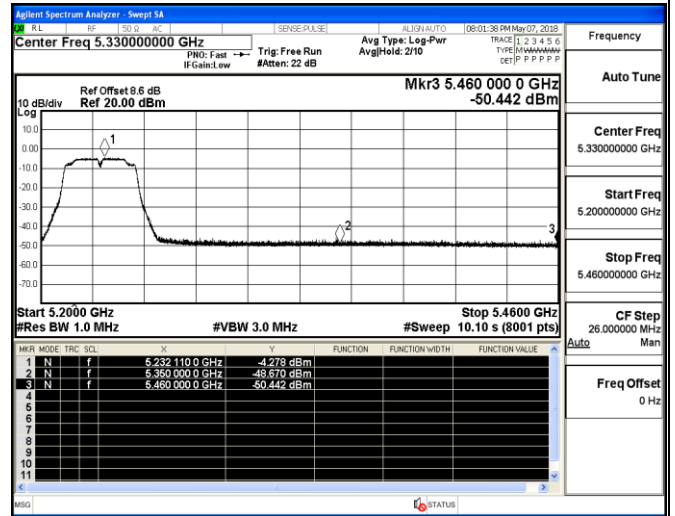 Agilent Spectrum Analyzer - Swept SA
RL RF 50 Ω AC SENSE:PULSE ALIGN AUTO 08:01:38 PM May 07, 2018
Center Freq 5.330000000 GHz
PNO: Fast
IFGain:Low
Trig: Free Run
#Atten: 22 dB
Avg Type: Log-Pwr
Avg|Hold: 2/10
TRACE 1 2 3 4 5 6
TYPE M
DET P P P P P P
Ref Offset 8.6 dB
10 dB/div Ref 20.00 dBm
Log
Mkr3 5.460 000 0 GHz
-50.442 dBm
10.0
0.00
-10.0
-20.0
-30.0
-40.0
-50.0
-60.0
-70.0
1
2
3
Start 5.2000 GHz
Stop 5.4600 GHz
#Res BW 1.0 MHz #VBW 3.0 MHz #Sweep 10.10 s (8001 pts)
MKR MODE TRC SCL X Y FUNCTION FUNCTION WIDTH FUNCTION VALUE
1 N f 5.232 110 0 GHz -4.278 dBm
2 N f 5.350 000 0 GHz -48.670 dBm
3 N f 5.460 000 0 GHz -50.442 dBm
4
5
6
7
8
9
10
11
MSG STATUS
Frequency
Auto Tune
Center Freq
5.330000000 GHz
Start Freq
5.200000000 GHz
Stop Freq
5.460000000 GHz
CF Step
26.000000 MHz
Auto Man
Freq Offset
0 Hz